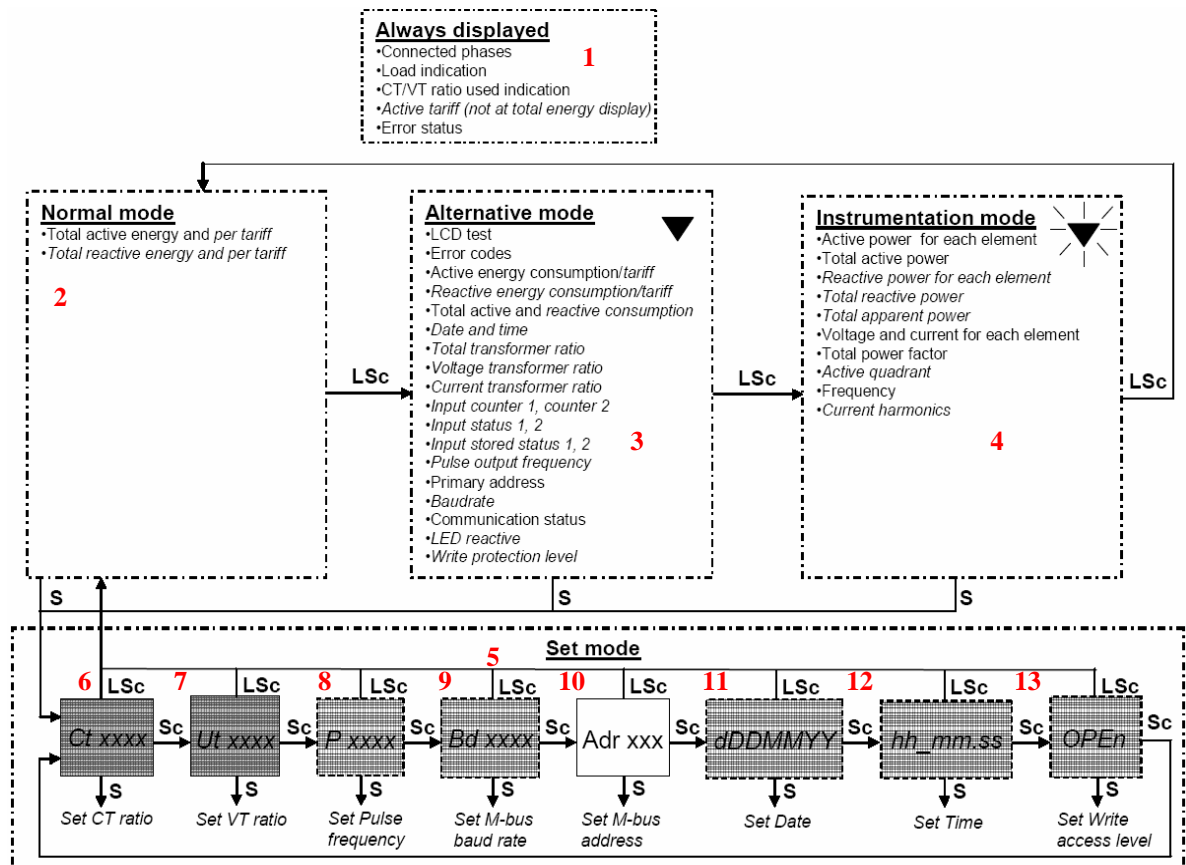 Always displayed
•Connected phases
1
•Load indication
•CT/VT ratio used indication
•Active tariff (not at total energy display)
•Error status
Normal mode
•Total active energy and per tariff
•Total reactive energy and per tariff
2
LSc
Alternative mode
•LCD test
•Error codes
•Active energy consumption/tariff
•Reactive energy consumption/tariff
•Total active and reactive consumption
•Date and time
•Total transformer ratio
•Voltage transformer ratio
•Current transformer ratio
•Input counter 1, counter 2
•Input status 1, 2
•Input stored status 1, 2
3
•Pulse output frequency
•Primary address
•Baudrate
•Communication status
•LED reactive
•Write protection level
LSc
Instrumentation mode
•Active power for each element
•Total active power
•Reactive power for each element
•Total reactive power
•Total apparent power
•Voltage and current for each element
•Total power factor
•Active quadrant
•Frequency
•Current harmonics
4
LSc
S
S
S
Set mode
5
6
LSc
7
LSc
8
LSc
9
LSc
10
LSc
11
LSc
12
LSc
13
LSc
Ct xxxx
Sc
Ut xxxx
Sc
P xxxx
Sc
Bd xxxx
Sc
Adr xxx
Sc
dDDMMYY
Sc
hh_mm.ss
Sc
OPEn
Sc
S
S
S
S
S
S
S
S
Set CT ratio
Set VT ratio
Set Pulse
frequency
Set M-bus
baud rate
Set M-bus
address
Set Date
Set Time
Set Write
access level